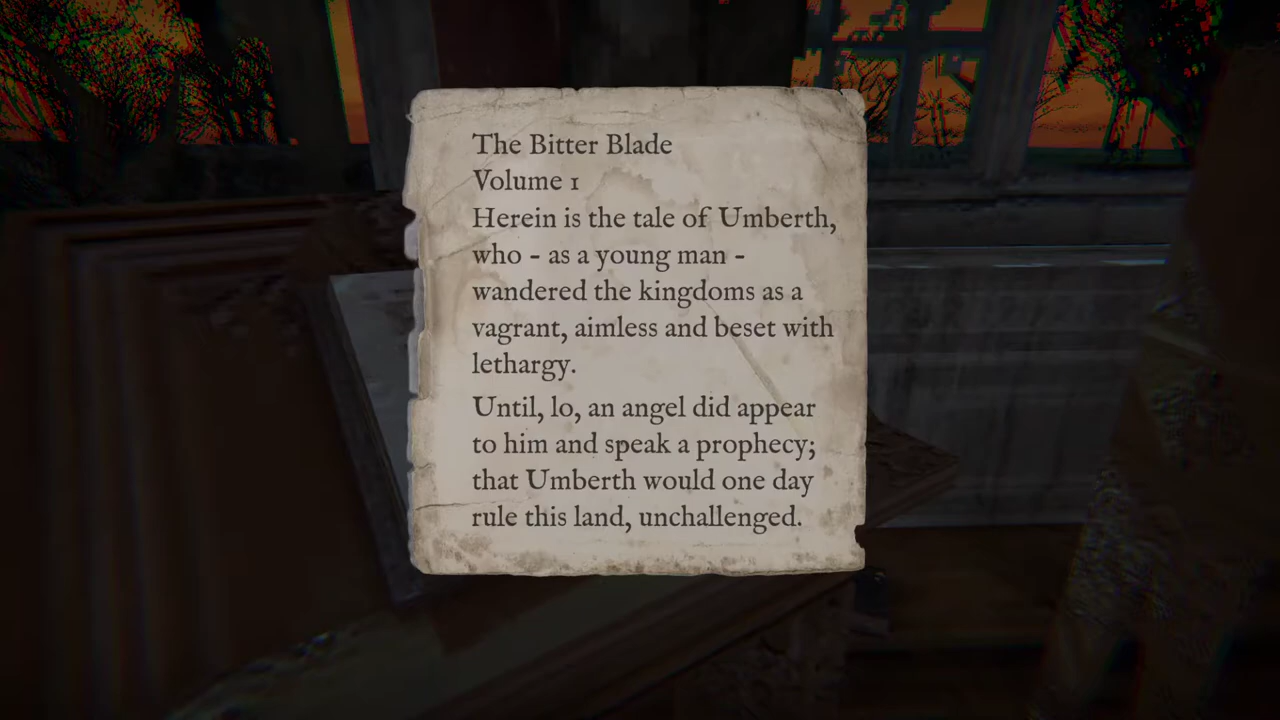 The Bitter Blade
Volume 1
Herein is the tale of Umberth,
who - as a young man -
wandered the kingdoms as a
vagrant, aimless and beset with
lethargy.
Until, lo, an angel did appear
to him and speak a prophecy;
that Umberth would one day
rule this land, unchallenged.